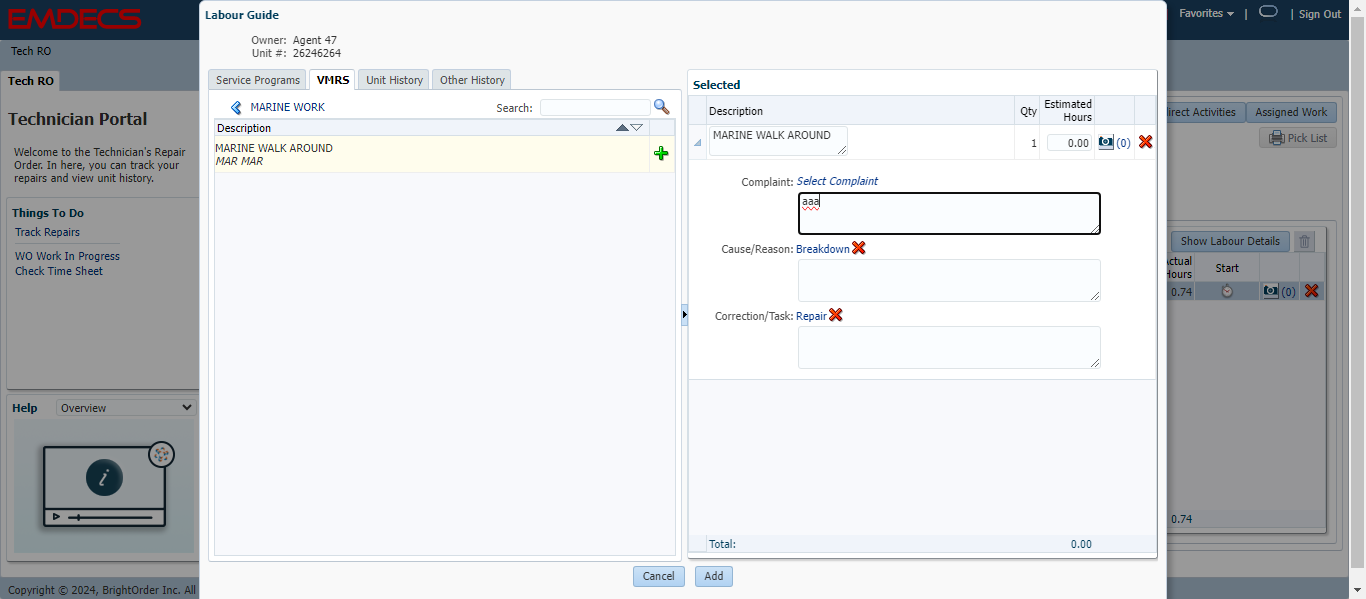 EMDECS
Favorites | | Sign Out
Tech RO
Tech RO
Technician Portal
Welcome to the Technician's Repair
Order. In here, you can track your
repairs and view unit history.
Things To Do
Track Repairs
WO Work In Progress
Check Time Sheet
Help Overview
i
Copyright © 2024, BrightOrder Inc. All
Labour Guide
Owner: Agent 47
Unit #: 26246264
Service Programs VMRS Unit History Other History
MARINE WORK Search:
Description
MARINE WALK AROUND
MAR MAR
Selected
Description Qty Estimated
Hours
MARINE WALK AROUND 1 0.00 (0)
Complaint: Select Complaint
aaa
Cause/Reason: Breakdown
Correction/Task: Repair
Total: 0.00
Cancel Add
direct Activities Assigned Work
Pick List
Show Labour Details
Actual
Hours Start
0.74 (0)
0.74